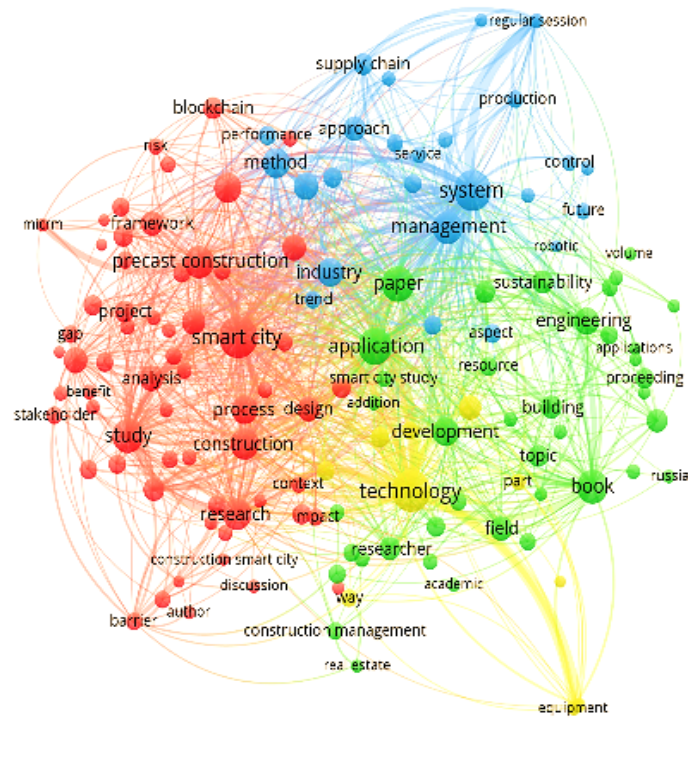 regular session
supply chain
production
blockchain
performance
approach
risk
service
method
control
system
future
micrm
framework
management
robotic
volume
precast construction
industry
paper
sustainability
trend
project
engineering
gap
smart city
application
aspect
applications
resource
analysis
smart city study
proceeding
benefit
addition
stakeholder
process
design
building
study
development
construction
topic
context
technology
part
book
russia
research
impact
field
researcher
construction smart city
discussion
academic
way
author
barrier
construction management
real estate
equipment